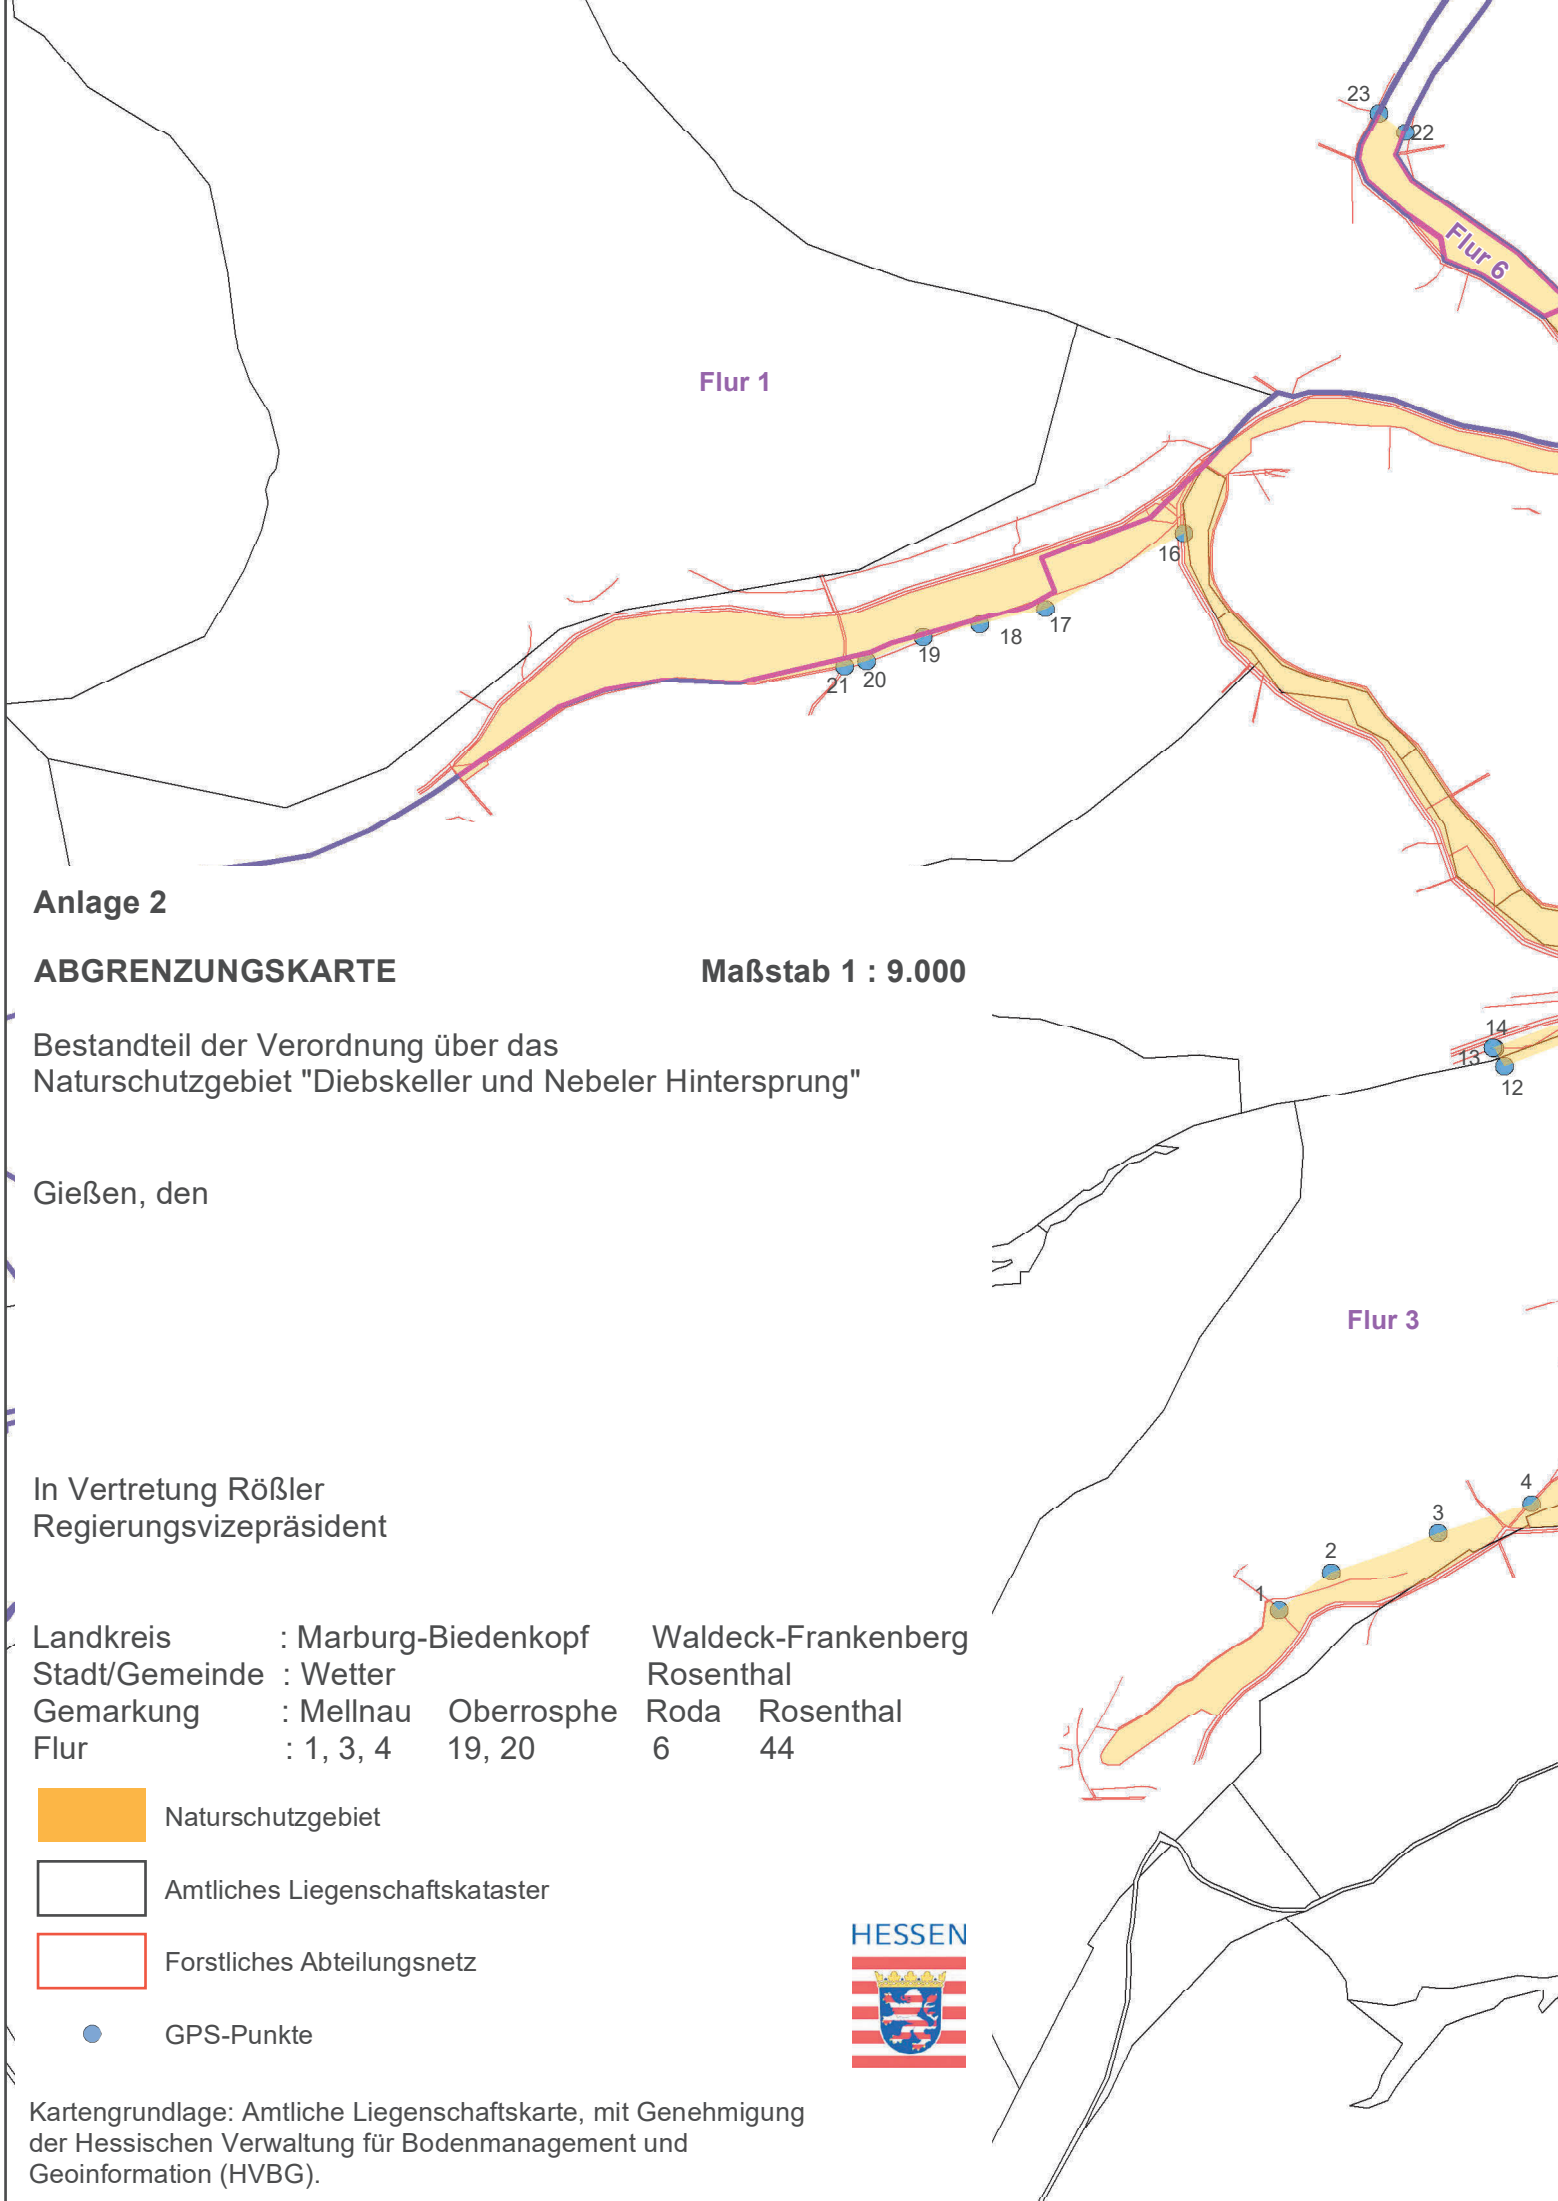 23
22
Flur 6
Flur 1
16
17
18
19
20
21
Anlage 2
ABGRENZUNGSKARTE Maßstab 1 : 9.000
Bestandteil der Verordnung über das
Naturschutzgebiet "Diebskeller und Nebeler Hintersprung"
14
13
12
Gießen, den
Flur 3
In Vertretung Rößler
Regierungsvizepräsident
4
3
2
1
Landkreis : Marburg-Biedenkopf Waldeck-Frankenberg
Stadt/Gemeinde : Wetter Rosenthal
Gemarkung : Mellnau Oberrosphe Roda Rosenthal
Flur : 1, 3, 4 19, 20 6 44
Naturschutzgebiet
Amtliches Liegenschaftskataster
Forstliches Abteilungsnetz
GPS-Punkte
HESSEN
Kartengrundlage: Amtliche Liegenschaftskarte, mit Genehmigung
der Hessischen Verwaltung für Bodenmanagement und
Geoinformation (HVBG).